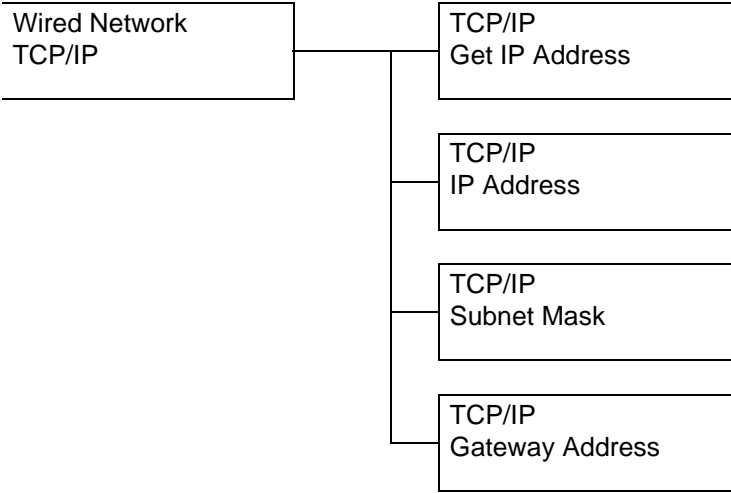 Wired Network
TCP/IP
TCP/IP
Get IP Address
TCP/IP
IP Address
TCP/IP
Subnet Mask
TCP/IP
Gateway Address